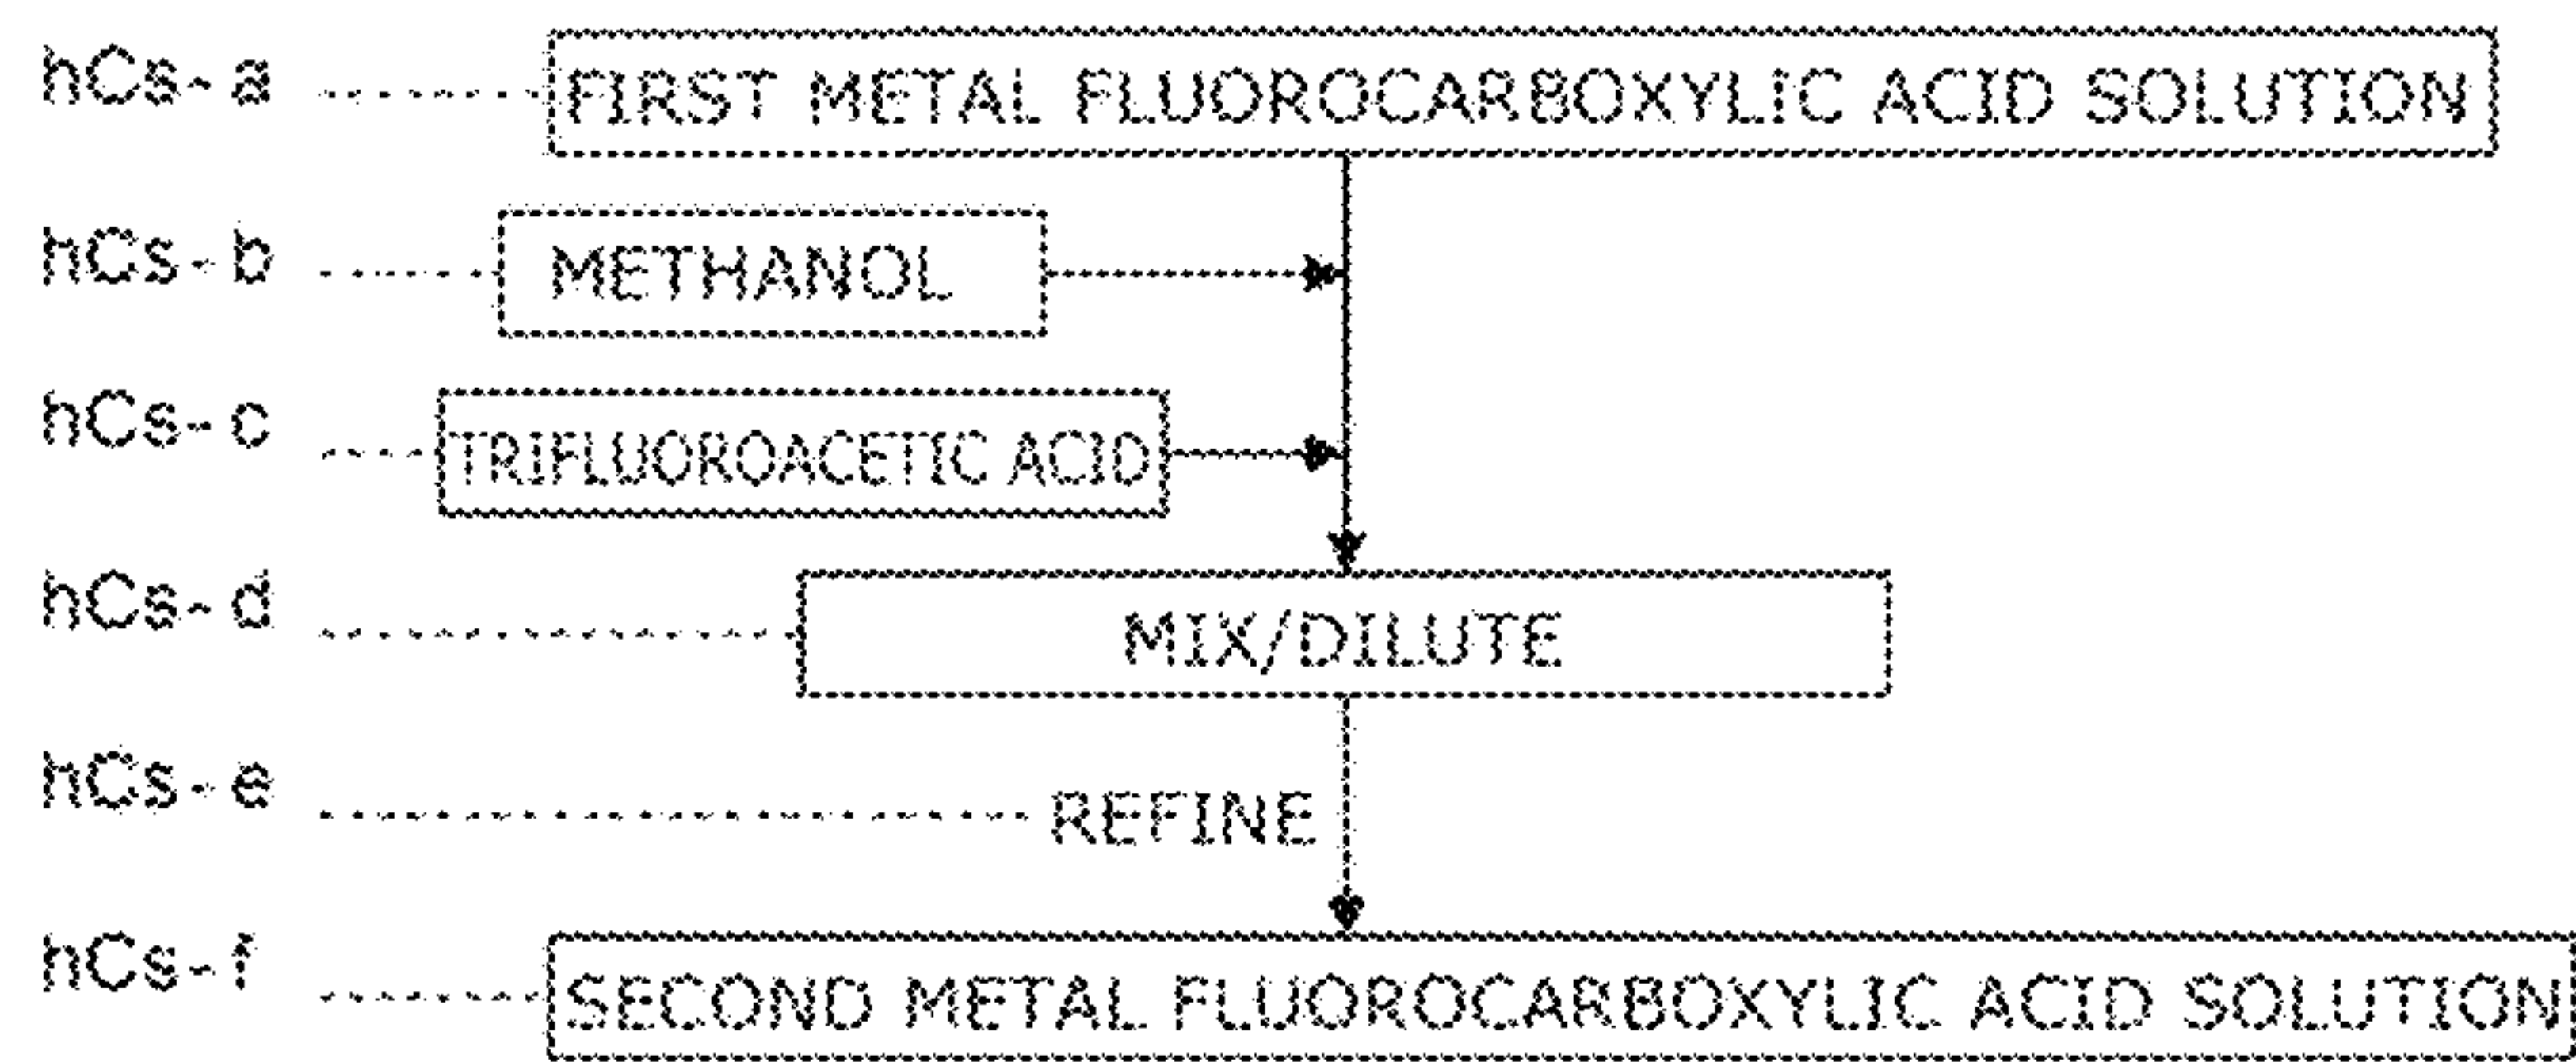 hCs-a FIRST METAL FLUOROCARBOXYLIC ACID SOLUTION
hCs-b METHANOL
hCs-c TRIFLUOROACETIC ACID
hCs-d MIX/DILUTE
hCs-e REFINE
hCs-f SECOND METAL FLUOROCARBOXYLIC ACID SOLUTION